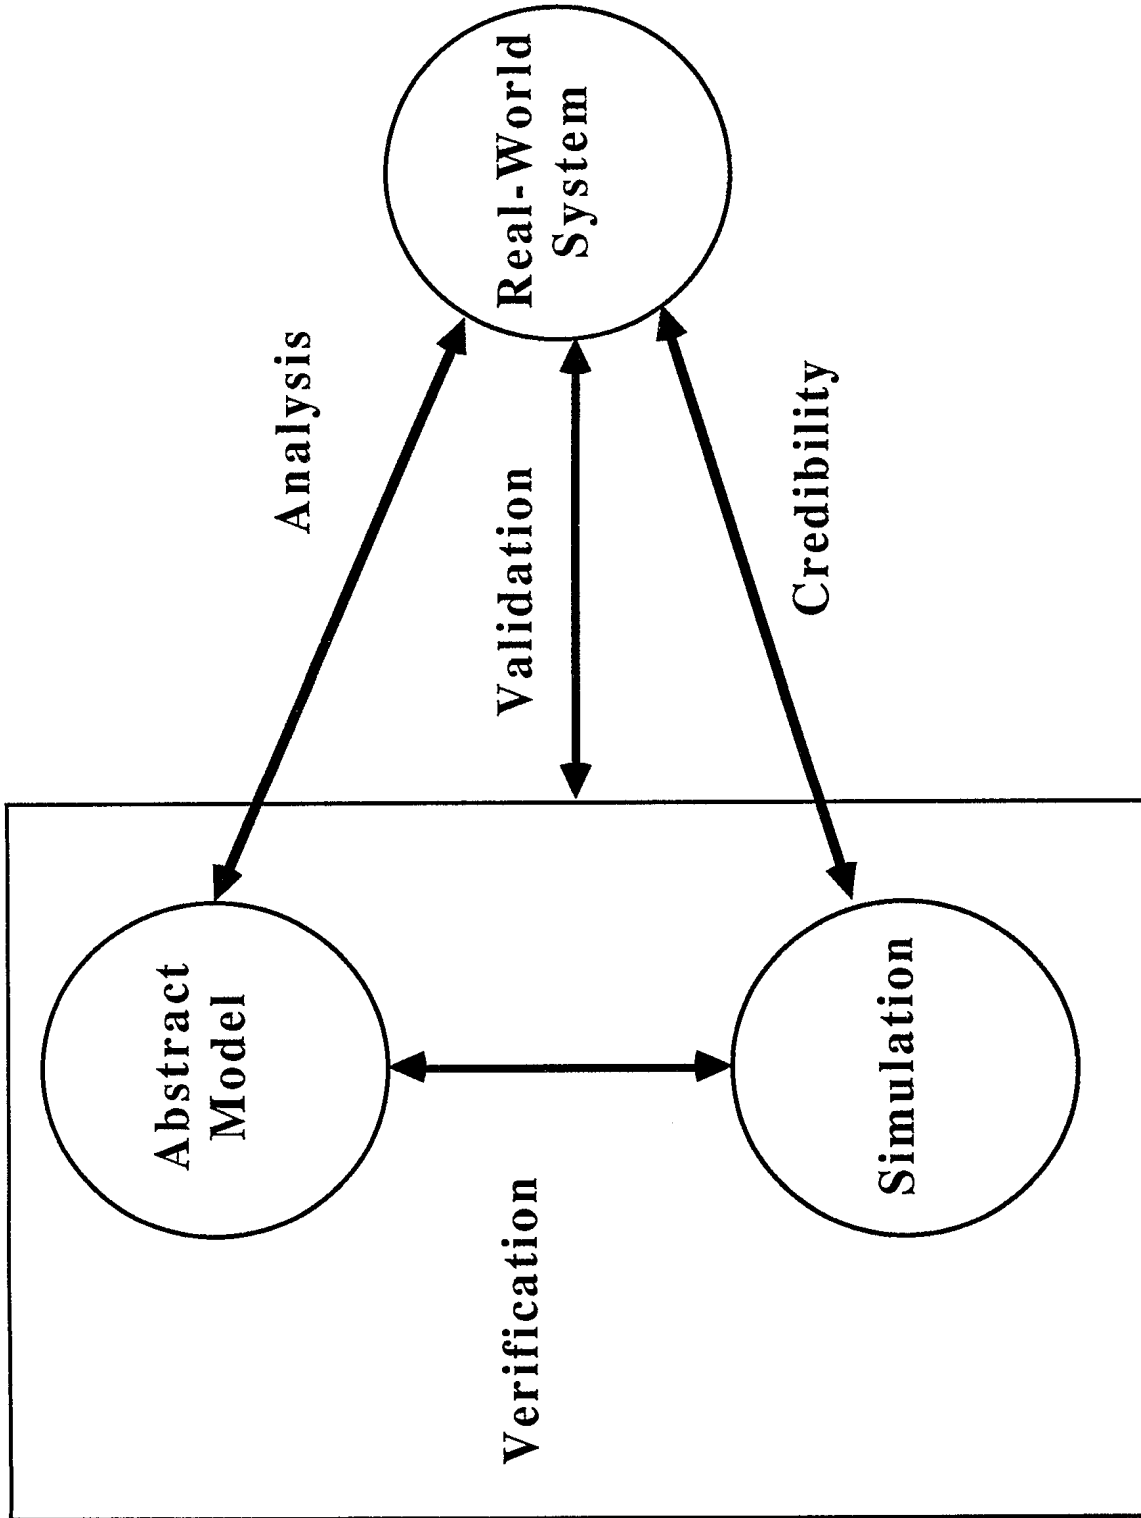 Real-World
System
Analysis
Validation
Credibility
Abstract
Model
Simulation
Verification